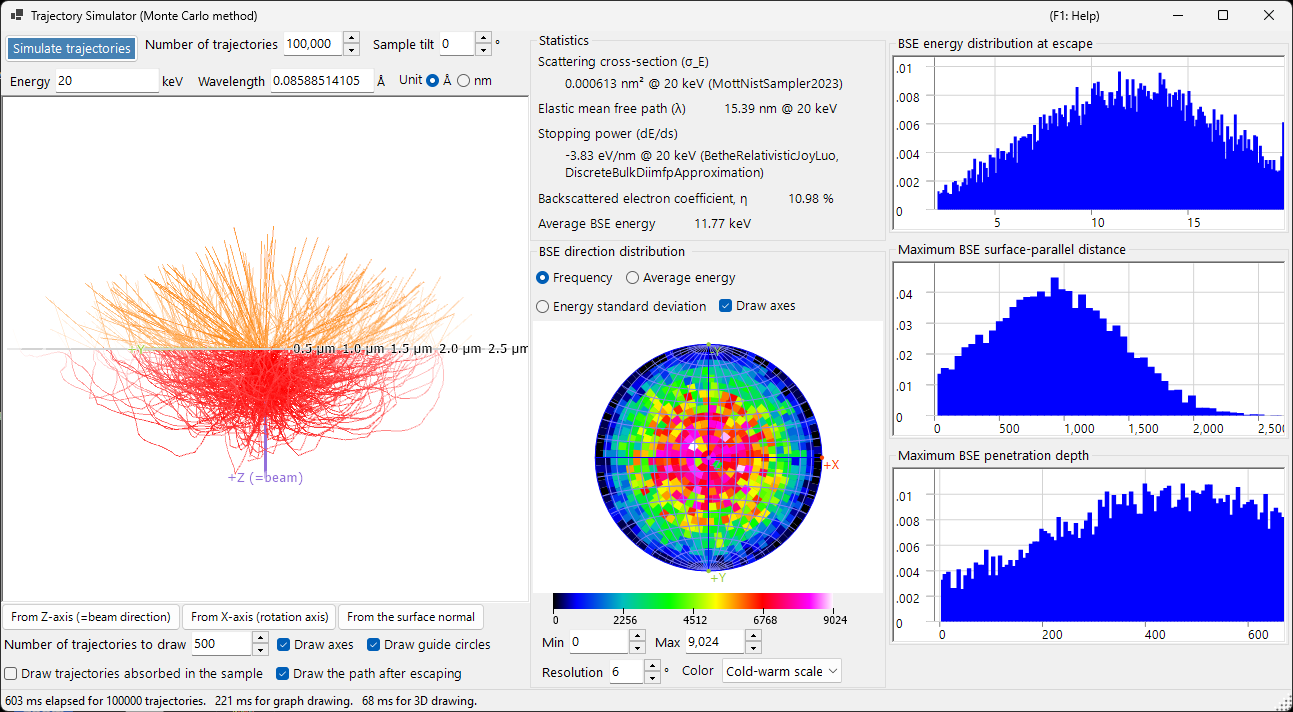 Trajectory Simulator (Monte Carlo method)
(F1: Help)
Simulate trajectories
Number of trajectories 100,000
Sample tilt 0 °
Energy 20 keV
Wavelength 0.08588514105 Å
Unit Å nm
0.5 μm 1.0 μm 1.5 μm 2.0 μm 2.5 μm
+Z (=beam)
From Z-axis (=beam direction)
From X-axis (rotation axis)
From the surface normal
Number of trajectories to draw 500
Draw axes
Draw guide circles
Draw trajectories absorbed in the sample
Draw the path after escaping
603 ms elapsed for 100000 trajectories. 221 ms for graph drawing. 68 ms for 3D drawing.
Statistics
Scattering cross-section (σ_E)
0.000613 nm² @ 20 keV (MottNistSampler2023)
Elastic mean free path (λ) 15.39 nm @ 20 keV
Stopping power (dE/ds)
-3.83 eV/nm @ 20 keV (BetheRelativisticJoyLuo,
DiscreteBulkDiimfpApproximation)
Backscattered electron coefficient, η 10.98 %
Average BSE energy 11.77 keV
BSE direction distribution
Frequency
Average energy
Energy standard deviation
Draw axes
+X
+Y
0 2256 4512 6768 9024
Min 0
Max 9,024
Resolution 6 °
Color Cold-warm scale
BSE energy distribution at escape
.01
.008
.006
.004
.002
0
5 10 15
Maximum BSE surface-parallel distance
.04
.03
.02
.01
0
0 500 1,000 1,500 2,000 2,500
Maximum BSE penetration depth
.01
.008
.006
.004
.002
0
0 200 400 600